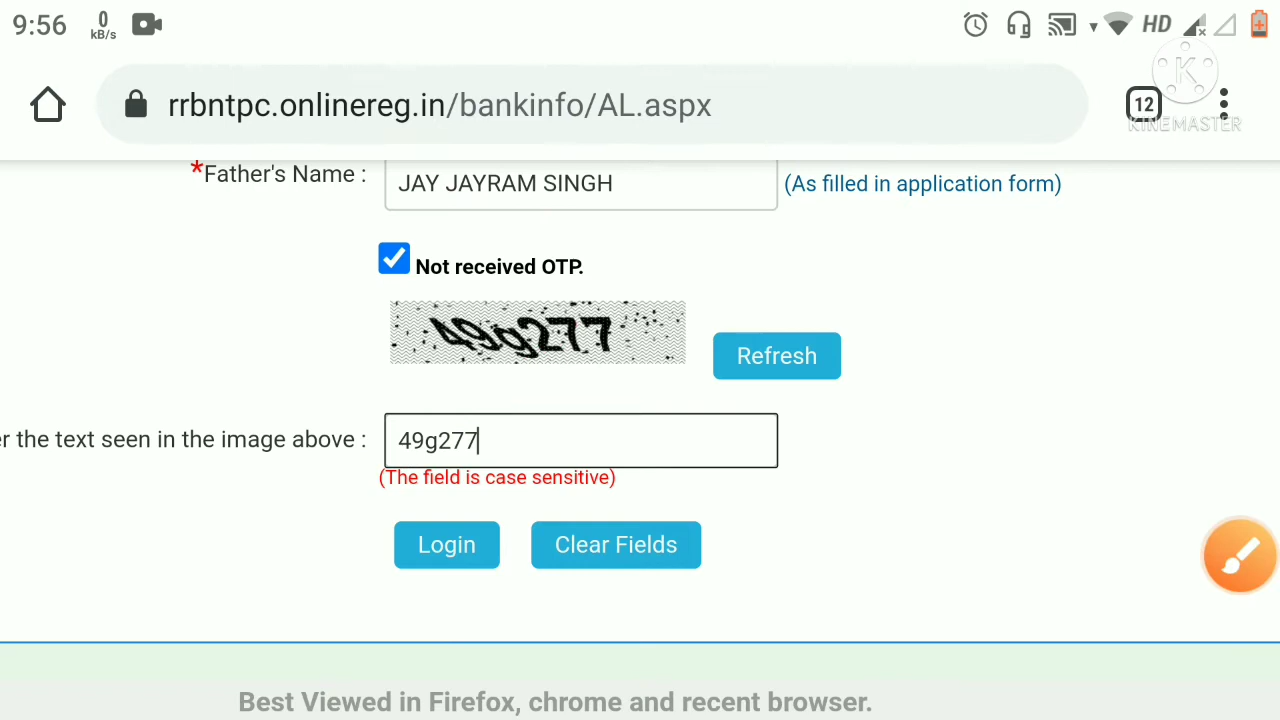 9:56 0 kB/s HD
rrbntpc.onlinereg.in/bankinfo/AL.aspx 12
K
KINEMASTER
*Father's Name : JAY JAYRAM SINGH (As filled in application form)
Not received OTP.
49g277
Refresh
er the text seen in the image above : 49g277
(The field is case sensitive)
Login Clear Fields
Best Viewed in Firefox, chrome and recent browser.